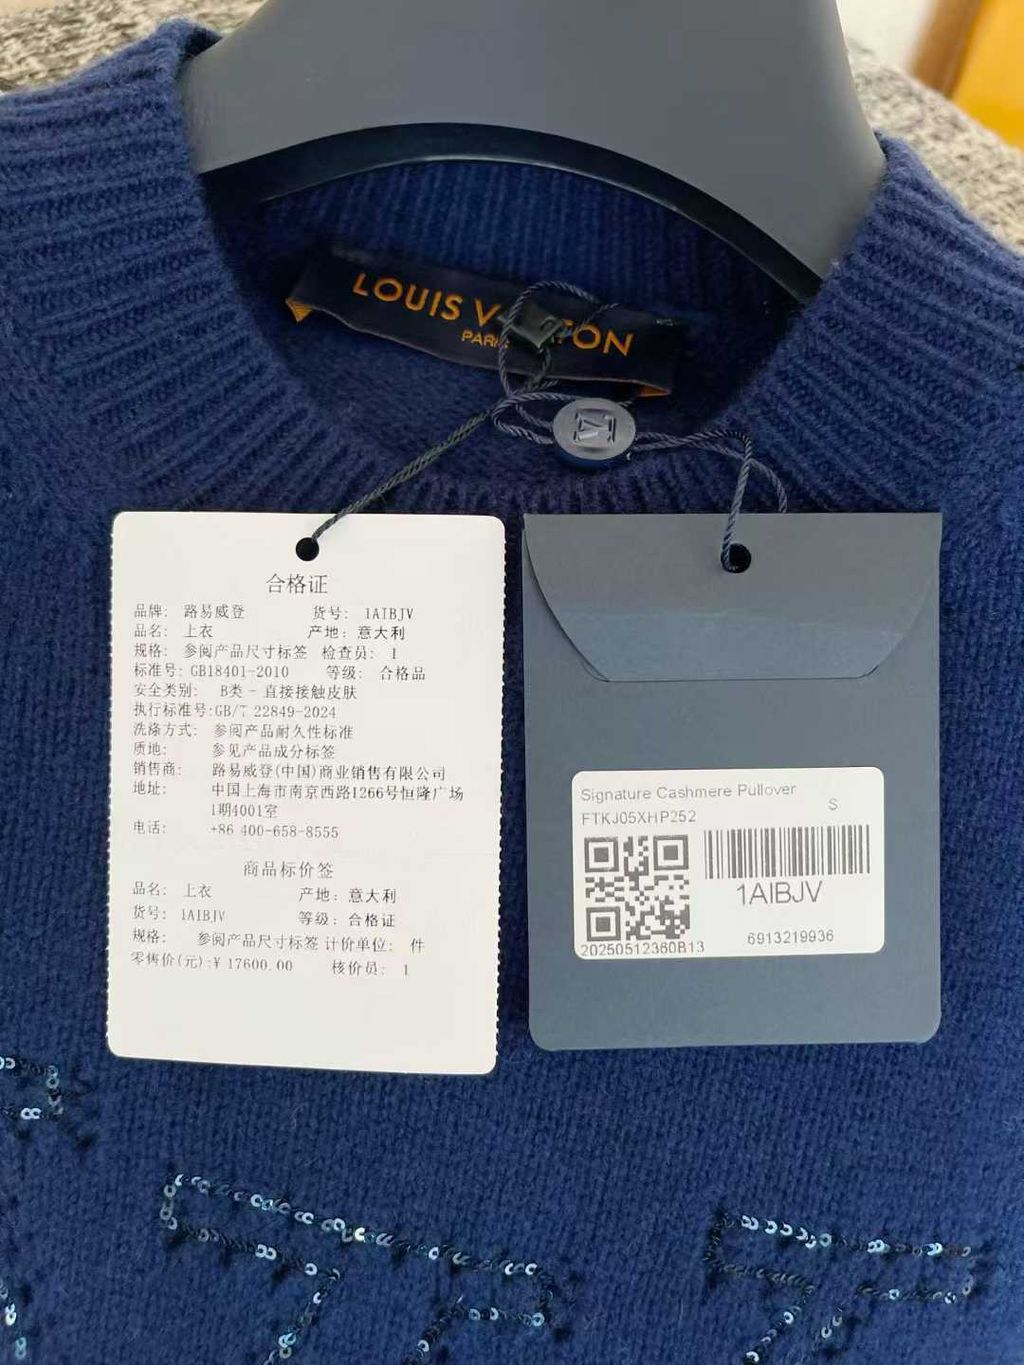 LOUIS VUITTON
合格证
品牌: 路易威登 货号: 1AIBJV
品名: 上衣 产地: 意大利
规格: 参阅产品尺寸标签 检查员: 1
标准号: GB18401-2010 等级: 合格品
安全类别: B类 - 直接接触皮肤
执行标准号:GB/T 22849-2024
洗涤方式: 参阅产品耐久性标准
质地: 参见产品成分标签
销售商: 路易威登(中国)商业销售有限公司
地址: 中国上海市南京西路1266号恒隆广场
1期4001室
电话: +86 400-658-8555
商品标价签
品名: 上衣 产地: 意大利
货号: 1AIBJV 等级: 合格证
规格: 参阅产品尺寸标签 计价单位: 件
零售价(元):¥ 17600.00 核价员: 1
Signature Cashmere Pullover
S
FTKJ05XHP252
1AIBJV
20250512360B13
6913219936